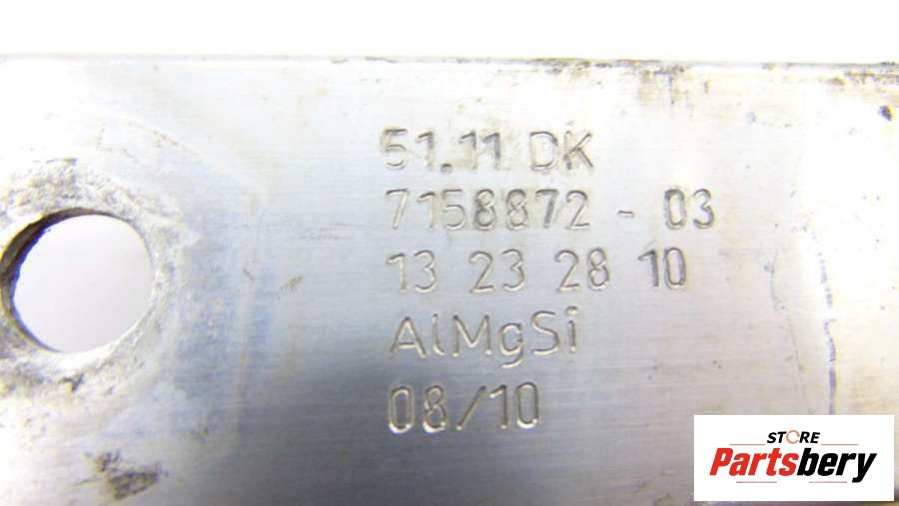 51.11 DK
7158872 - 03
13 23 28 10
AlMgSi
08/10
STORE
Partsbery